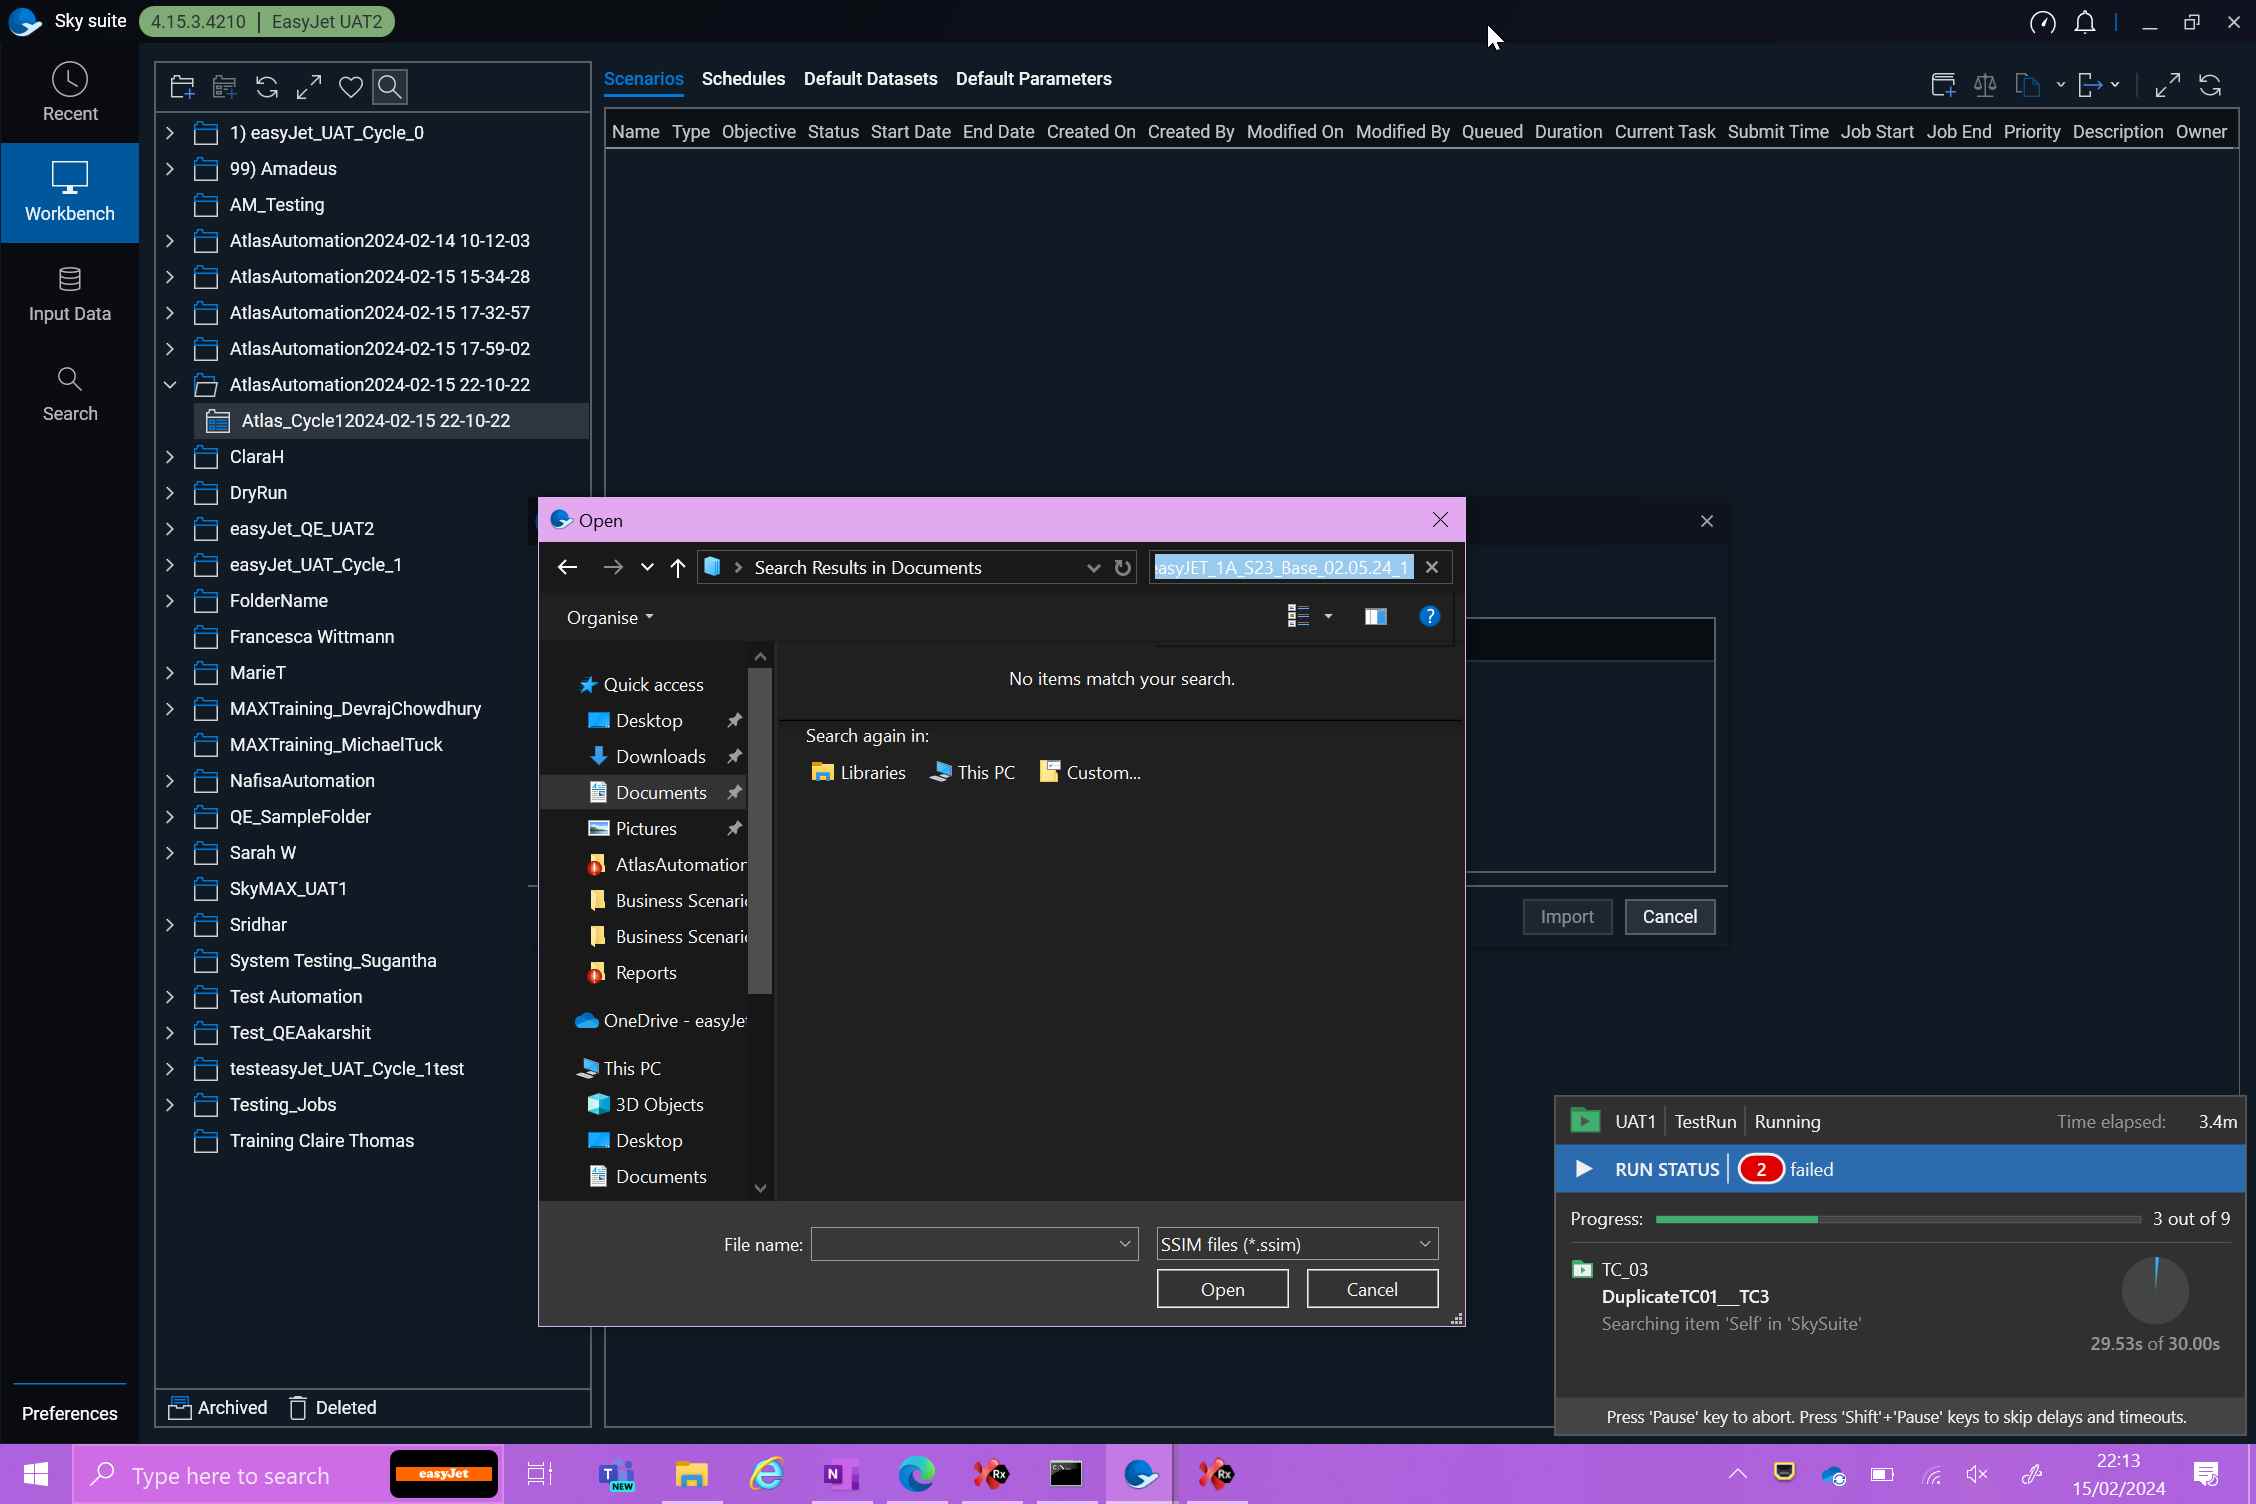 Sky suite 4.15.3.4210 | EasyJet UAT2
Recent
Workbench
Input Data
Search
Preferences
1) easyJet_UAT_Cycle_0
99) Amadeus
AM_Testing
AtlasAutomation2024-02-14 10-12-03
AtlasAutomation2024-02-15 15-34-28
AtlasAutomation2024-02-15 17-32-57
AtlasAutomation2024-02-15 17-59-02
AtlasAutomation2024-02-15 22-10-22
Atlas_Cycle12024-02-15 22-10-22
ClaraH
DryRun
easyJet_QE_UAT2
easyJet_UAT_Cycle_1
FolderName
Francesca Wittmann
MarieT
MAXTraining_DevrajChowdhury
MAXTraining_MichaelTuck
NafisaAutomation
QE_SampleFolder
Sarah W
SkyMAX_UAT1
Sridhar
System Testing_Sugantha
Test Automation
Test_QEAakarshit
testeasyJet_UAT_Cycle_1test
Testing_Jobs
Training Claire Thomas
Archived Deleted
Scenarios Schedules Default Datasets Default Parameters
Name Type Objective Status Start Date End Date Created On Created By Modified On Modified By Queued Duration Current Task Submit Time Job Start Job End Priority Description Owner
Open
Search Results in Documents
easyJET_1A_S23_Base_02.05.24_1
Organise
Quick access
Desktop
Downloads
Documents
Pictures
AtlasAutomation
Business Scenari
Business Scenari
Reports
OneDrive - easyJe
This PC
3D Objects
Desktop
Documents
No items match your search.
Search again in:
Libraries This PC Custom...
File name:
SSIM files (*.ssim)
Open Cancel
Import Cancel
UAT1 | TestRun | Running Time elapsed: 3.4m
RUN STATUS | 2 failed
Progress: 3 out of 9
TC_03
DuplicateTC01__TC3
Searching item 'Self' in 'SkySuite'
29.53s of 30.00s
Press 'Pause' key to abort. Press 'Shift'+'Pause' keys to skip delays and timeouts.
Type here to search
easyJet
NEW
22:13
15/02/2024